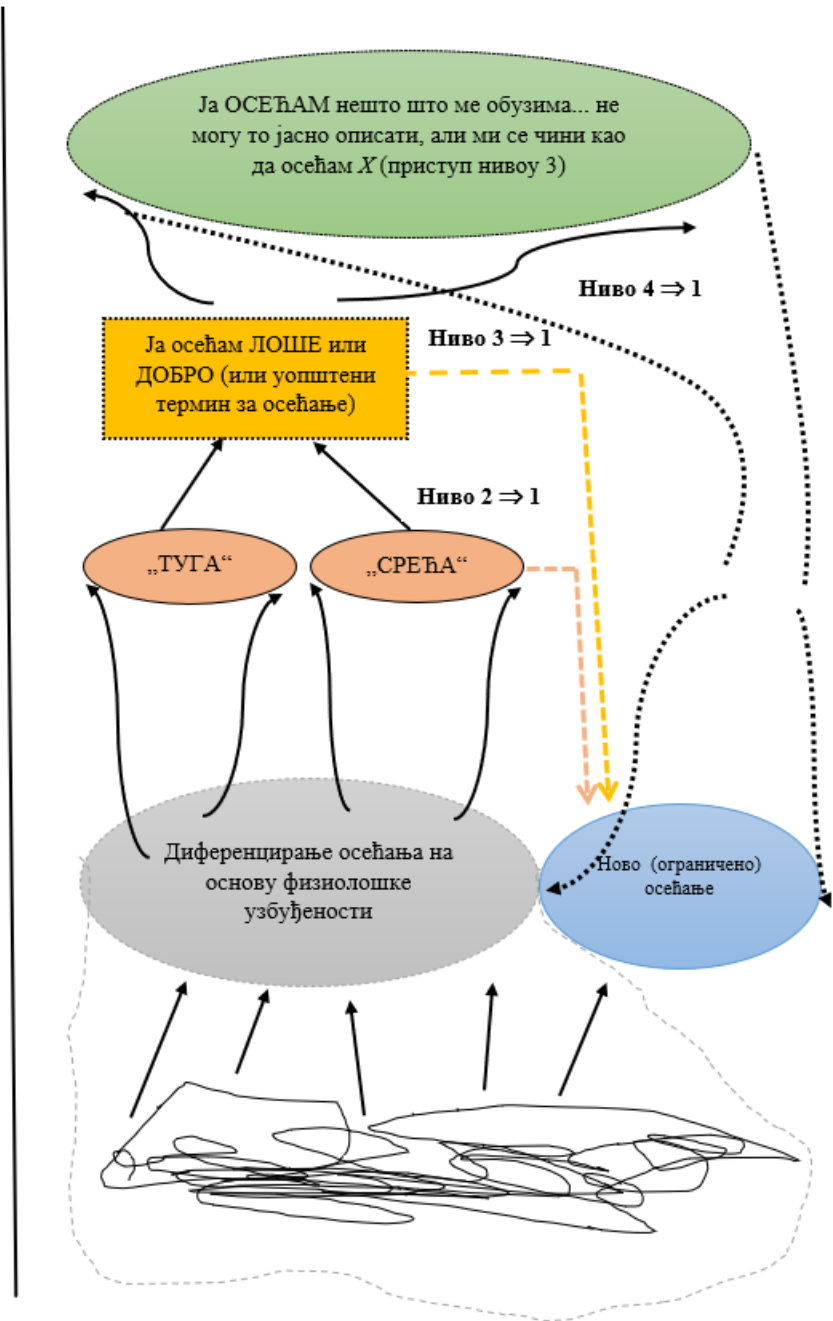 Ја ОСЕЋАМ нешто што ме обузима... не
могу то јасно описати, али ми се чини као
да осећам X (приступ нивоу 3)
Ниво 4 ⇒ 1
Ниво 3 ⇒ 1
Ја осећам ЛОШЕ или
ДОБРО (или уопштени
термин за осећање)
Ниво 2 ⇒ 1
„ТУГА“
„СРЕЋА“
Диференцирање осећања на
основу физиолошке
узбуђености
Ново (ограничено)
осећање